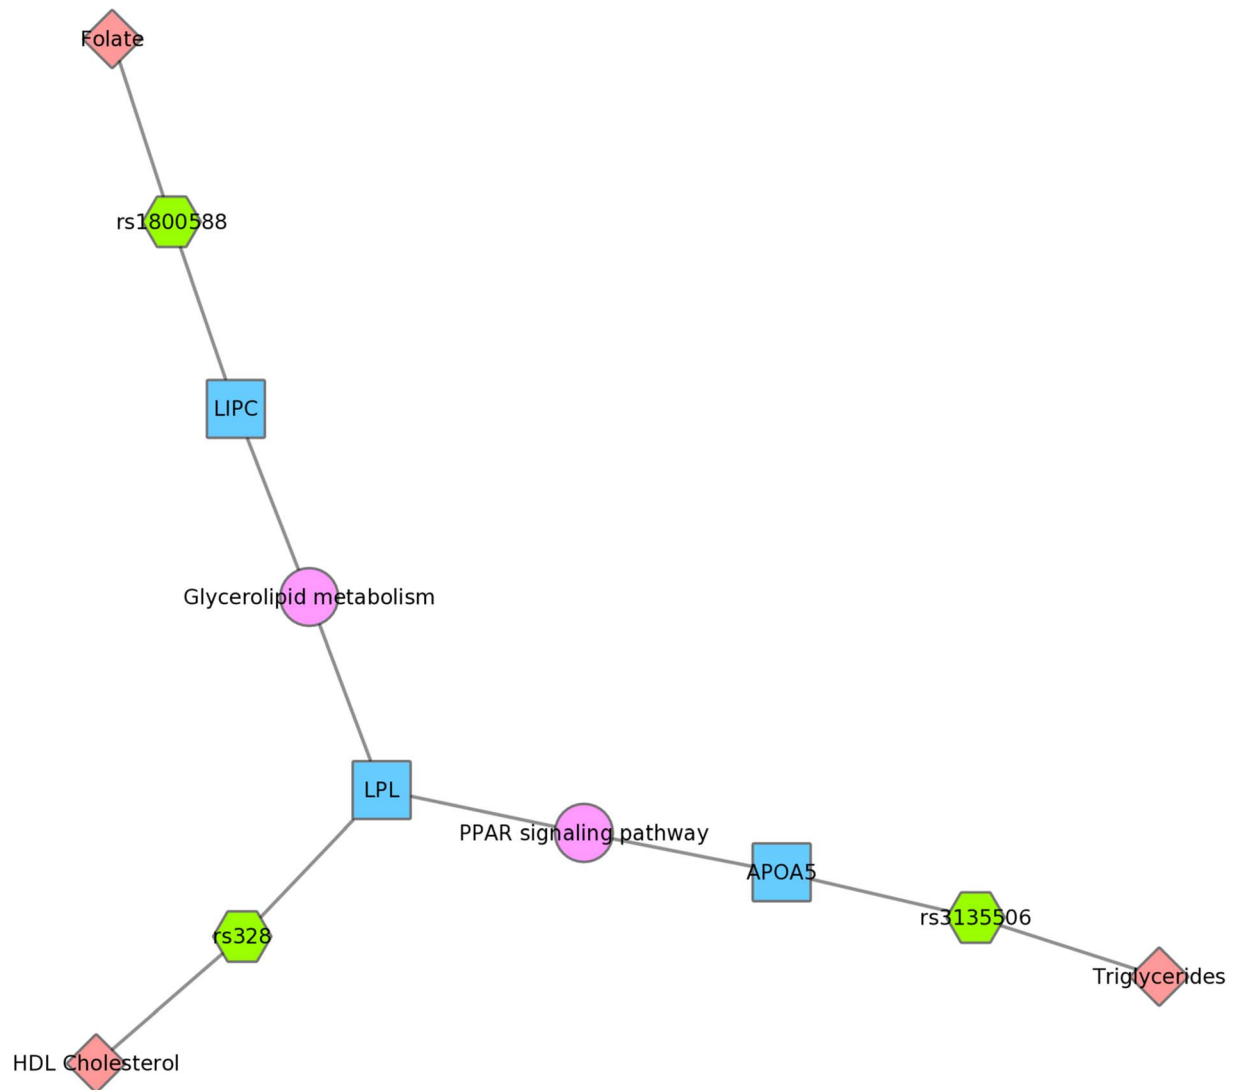 Folate
rs1800588
LIPC
Glycerolipid metabolism
LPL
PPAR signaling pathway
APOA5
rs3135506
rs328
Triglycerides
HDL Cholesterol